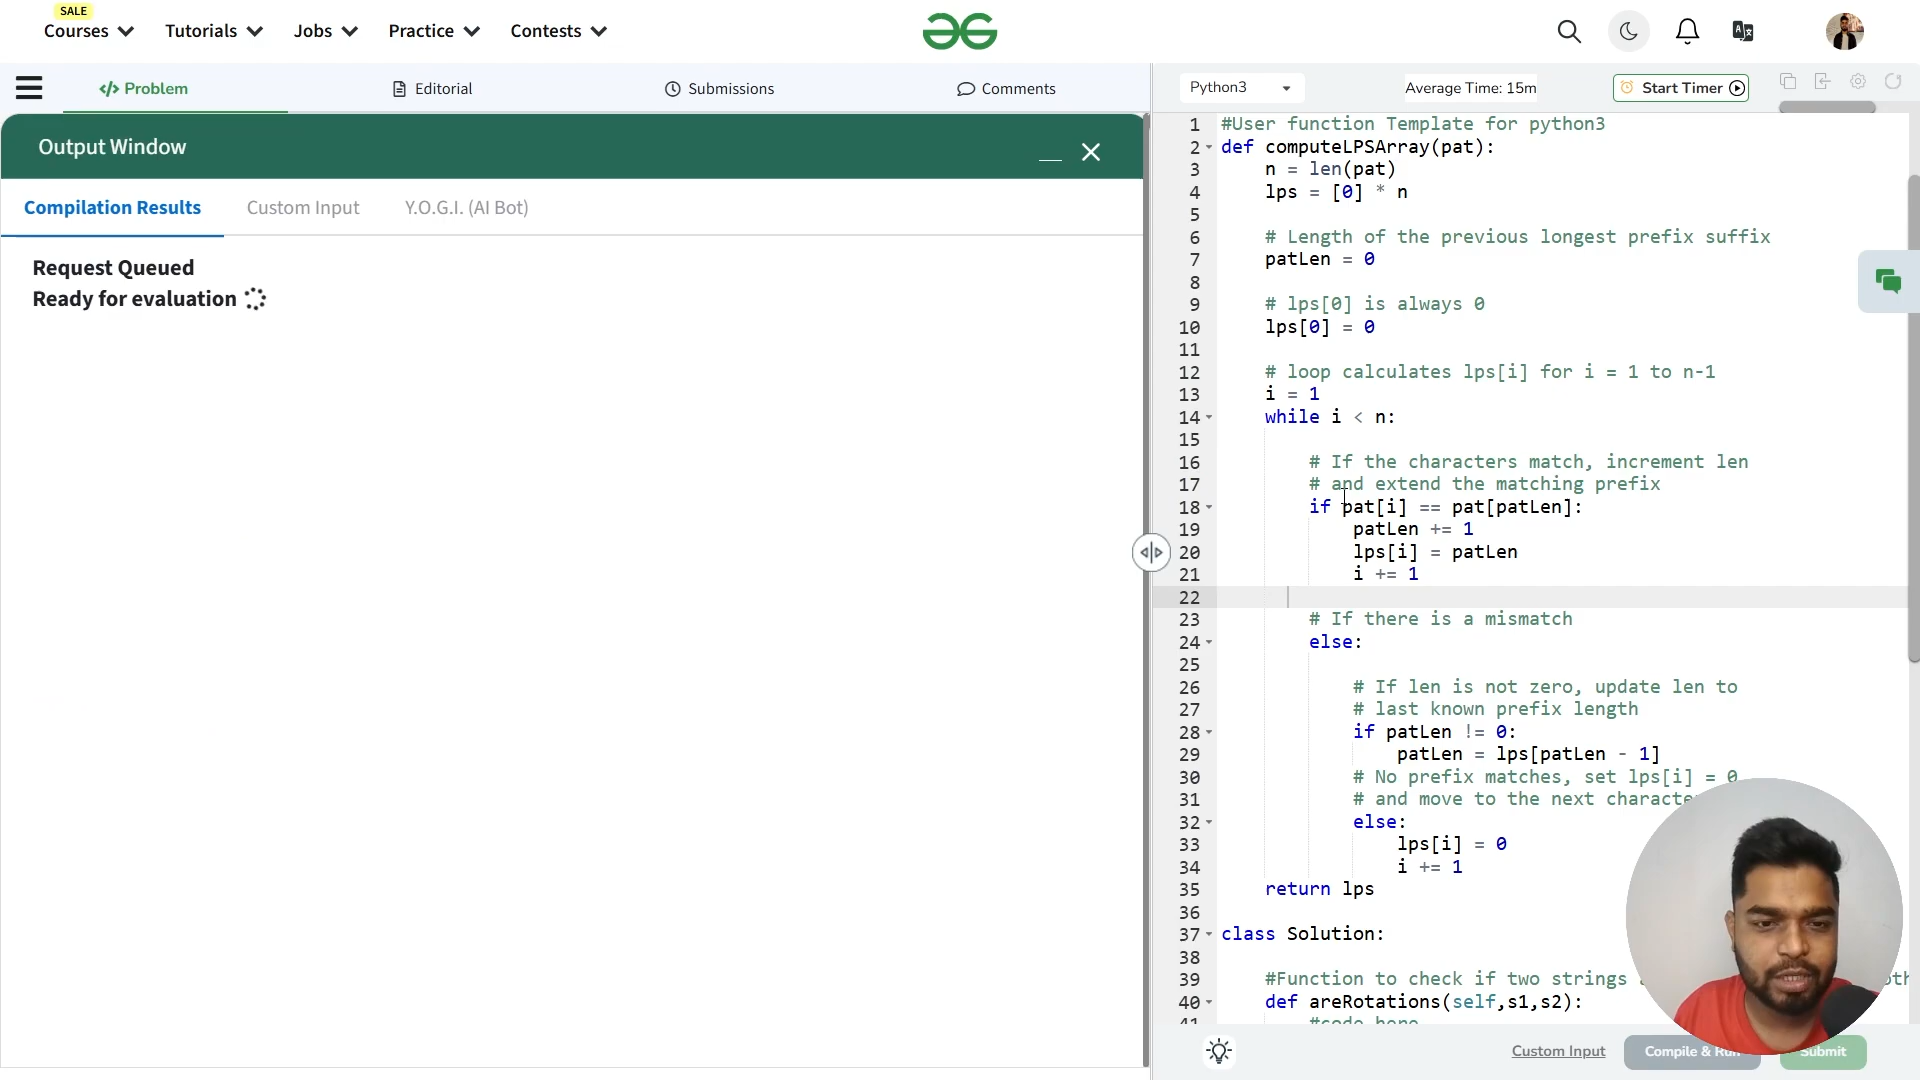 SALE
Courses Tutorials Jobs Practice Contests
Problem Editorial Submissions Comments
Output Window
Compilation Results Custom Input Y.O.G.I. (AI Bot)
Request Queued
Ready for evaluation
Python3 Average Time: 15m Start Timer
1 #User function Template for python3
2 def computeLPSArray(pat):
3 n = len(pat)
4 lps = [0] * n
5
6 # Length of the previous longest prefix suffix
7 patLen = 0
8
9 # lps[0] is always 0
10 lps[0] = 0
11
12 # loop calculates lps[i] for i = 1 to n-1
13 i = 1
14 while i < n:
15
16 # If the characters match, increment len
17 # and extend the matching prefix
18 if pat[i] == pat[patLen]:
19 patLen += 1
20 lps[i] = patLen
21 i += 1
22
23 # If there is a mismatch
24 else:
25
26 # If len is not zero, update len to
27 # last known prefix length
28 if patLen != 0:
29 patLen = lps[patLen - 1]
30 # No prefix matches, set lps[i] = 0
31 # and move to the next characte
32 else:
33 lps[i] = 0
34 i += 1
35 return lps
36
37 class Solution:
38
39 #Function to check if two strings
40 def areRotations(self,s1,s2):
41 #code here
Custom Input Compile & Run Submit